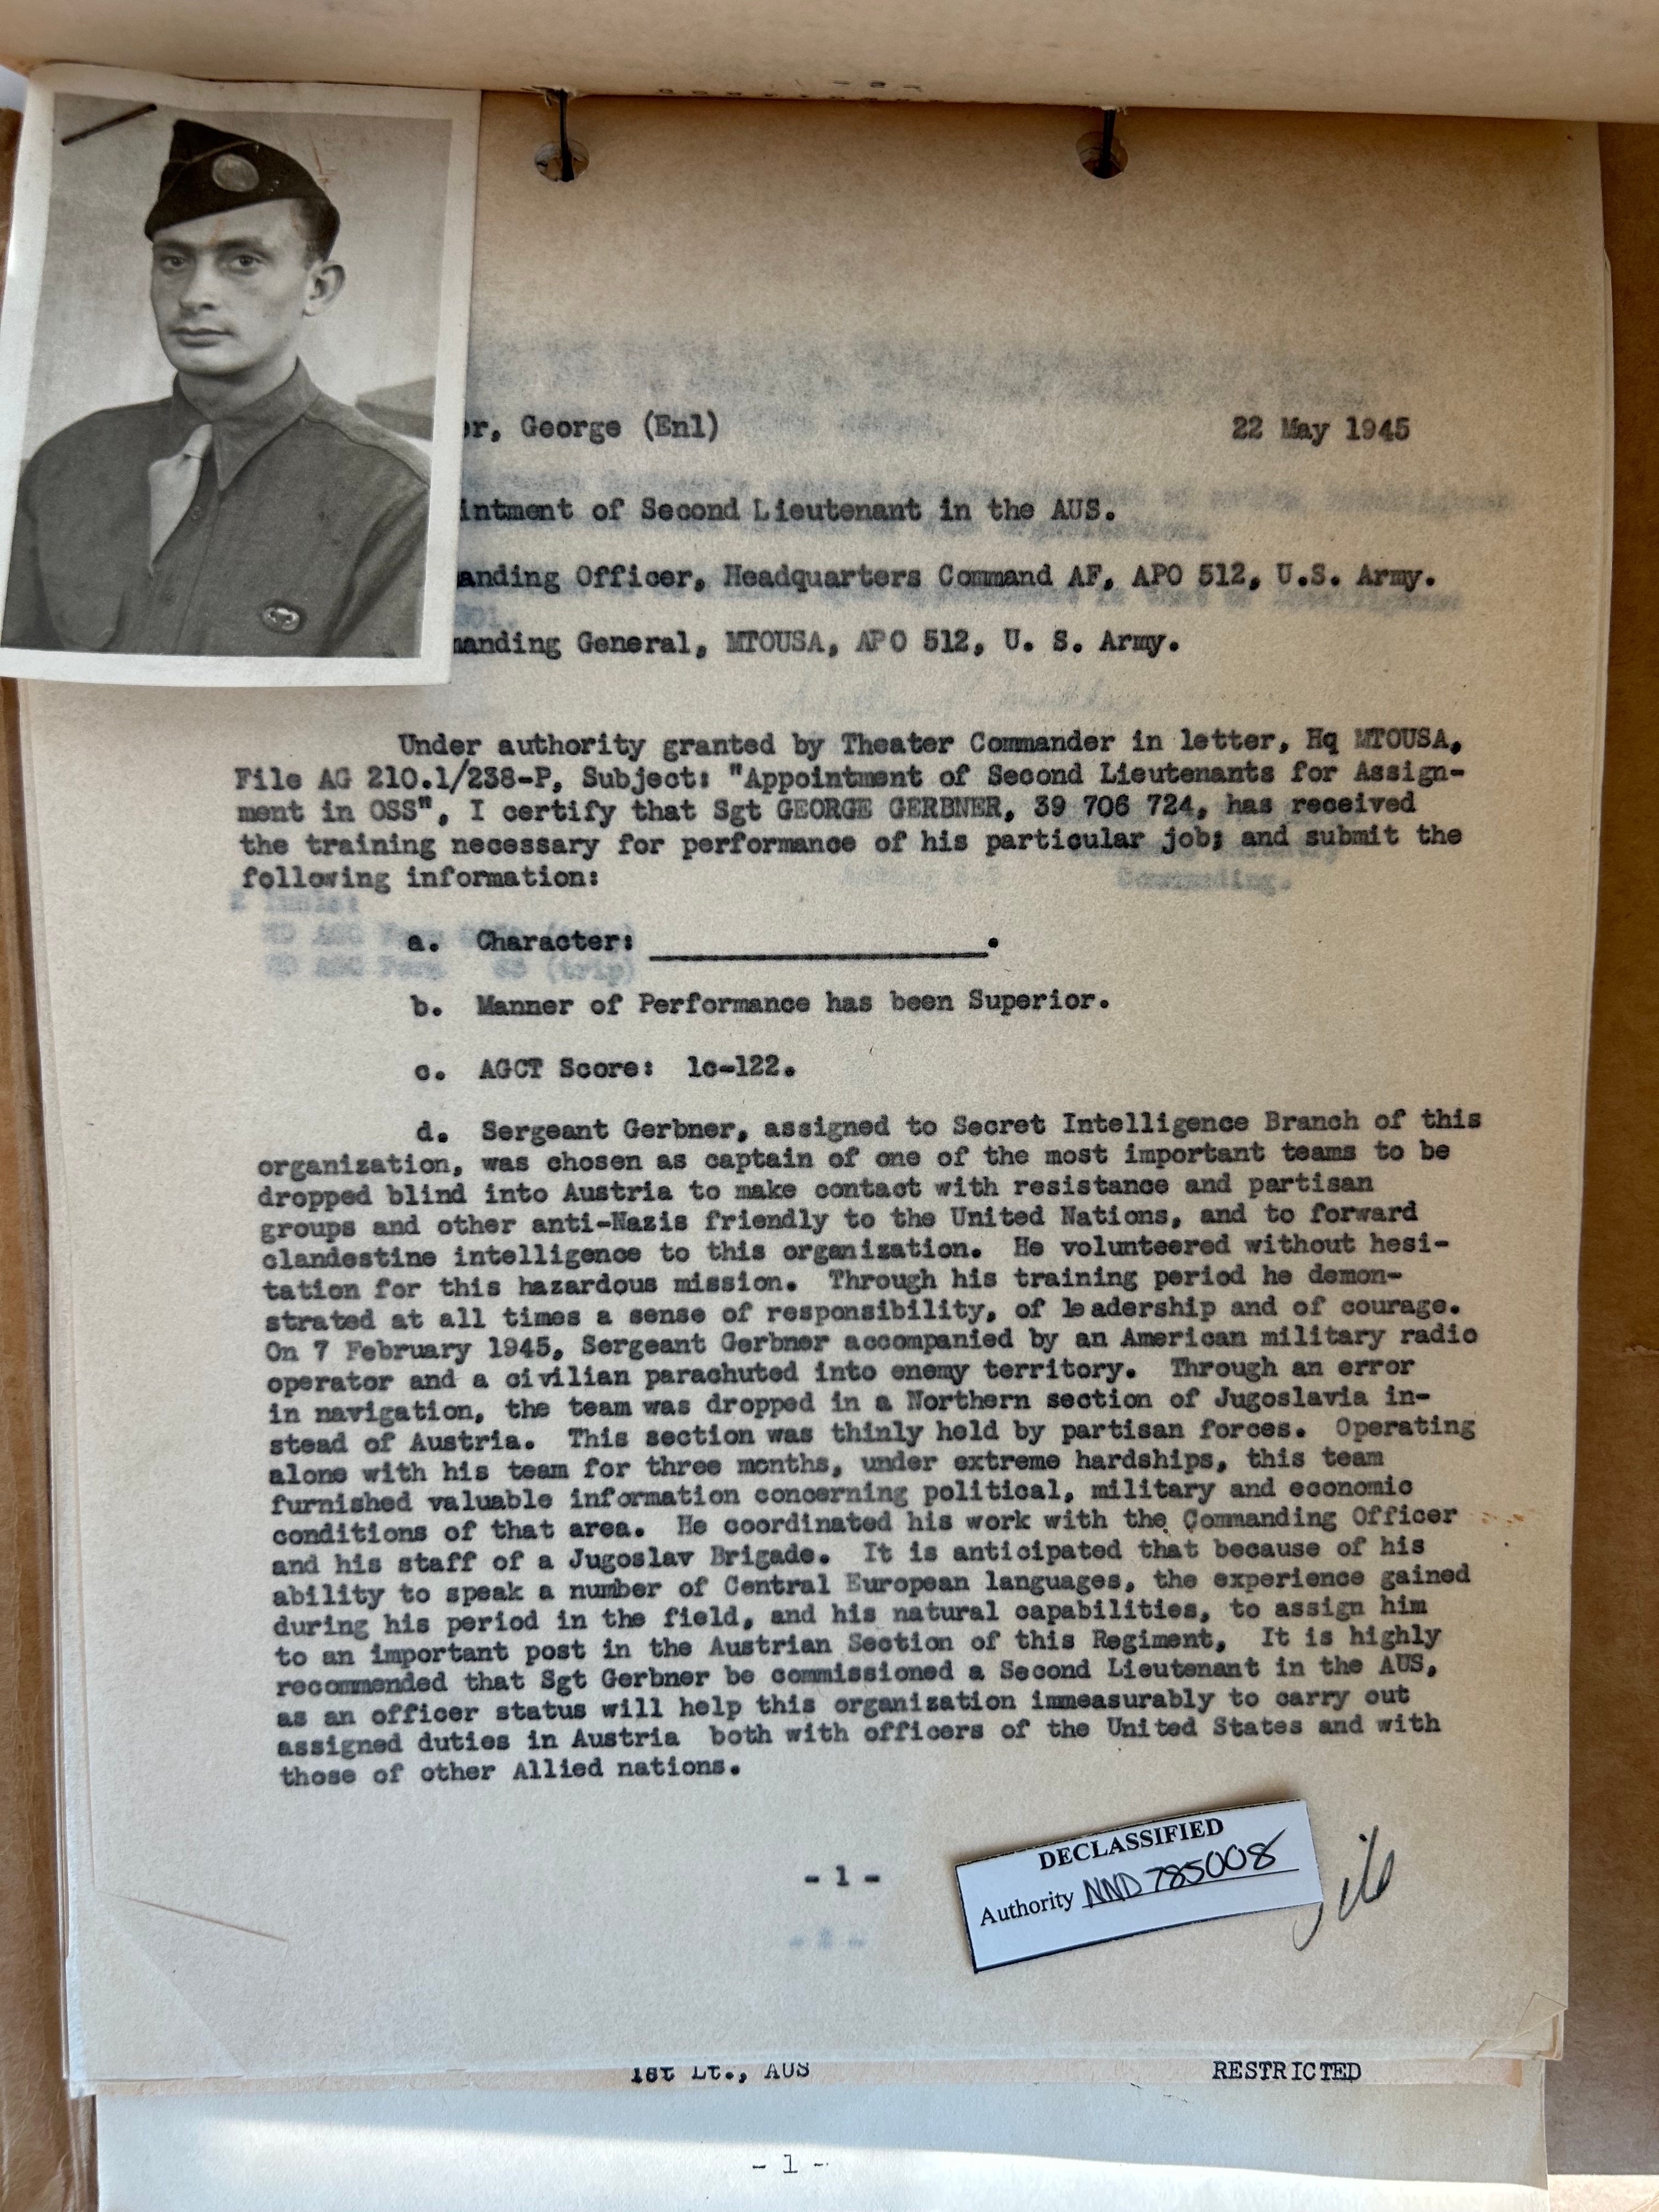 er, George (Enl) 22 May 1945
intment of Second Lieutenant in the AUS.
anding Officer, Headquarters Command AF, APO 512, U.S. Army.
manding General, MTOUSA, APO 512, U. S. Army.
Under authority granted by Theater Commander in letter, Hq MTOUSA,
File AG 210.1/238-P, Subject: "Appointment of Second Lieutenants for Assign-
ment in OSS", I certify that Sgt GEORGE GERBNER, 39 706 724, has received
the training necessary for performance of his particular job; and submit the
following information:
a. Character: ____________________.
b. Manner of Performance has been Superior.
c. AGCT Score: 1c-122.
d. Sergeant Gerbner, assigned to Secret Intelligence Branch of this
organization, was chosen as captain of one of the most important teams to be
dropped blind into Austria to make contact with resistance and partisan
groups and other anti-Nazis friendly to the United Nations, and to forward
clandestine intelligence to this organization. He volunteered without hesi-
tation for this hazardous mission. Through his training period he demon-
strated at all times a sense of responsibility, of leadership and of courage.
On 7 February 1945, Sergeant Gerbner accompanied by an American military radio
operator and a civilian parachuted into enemy territory. Through an error
in navigation, the team was dropped in a Northern section of Jugoslavia in-
stead of Austria. This section was thinly held by partisan forces. Operating
alone with his team for three months, under extreme hardships, this team
furnished valuable information concerning political, military and economic
conditions of that area. He coordinated his work with the Commanding Officer
and his staff of a Jugoslav Brigade. It is anticipated that because of his
ability to speak a number of Central European languages, the experience gained
during his period in the field, and his natural capabilities, to assign him
to an important post in the Austrian Section of this Regiment. It is highly
recommended that Sgt Gerbner be commissioned a Second Lieutenant in the AUS,
as an officer status will help this organization immeasurably to carry out
assigned duties in Austria both with officers of the United States and with
those of other Allied nations.
- 1 -
DECLASSIFIED
Authority NND 785008
1st Lt., AUS RESTRICTED
- 1 -